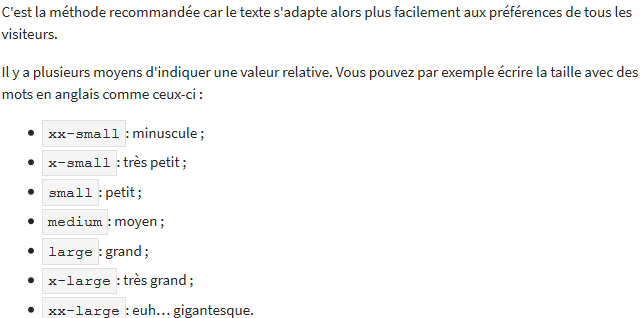 C'est la méthode recommandée car le texte s'adapte alors plus facilement aux préférences de tous les
visiteurs.
Il y a plusieurs moyens d'indiquer une valeur relative. Vous pouvez par exemple écrire la taille avec des
mots en anglais comme ceux-ci :
• xx-small : minuscule ;
• x-small : très petit ;
• small : petit ;
• medium : moyen ;
• large : grand ;
• x-large : très grand ;
• xx-large : euh… gigantesque.